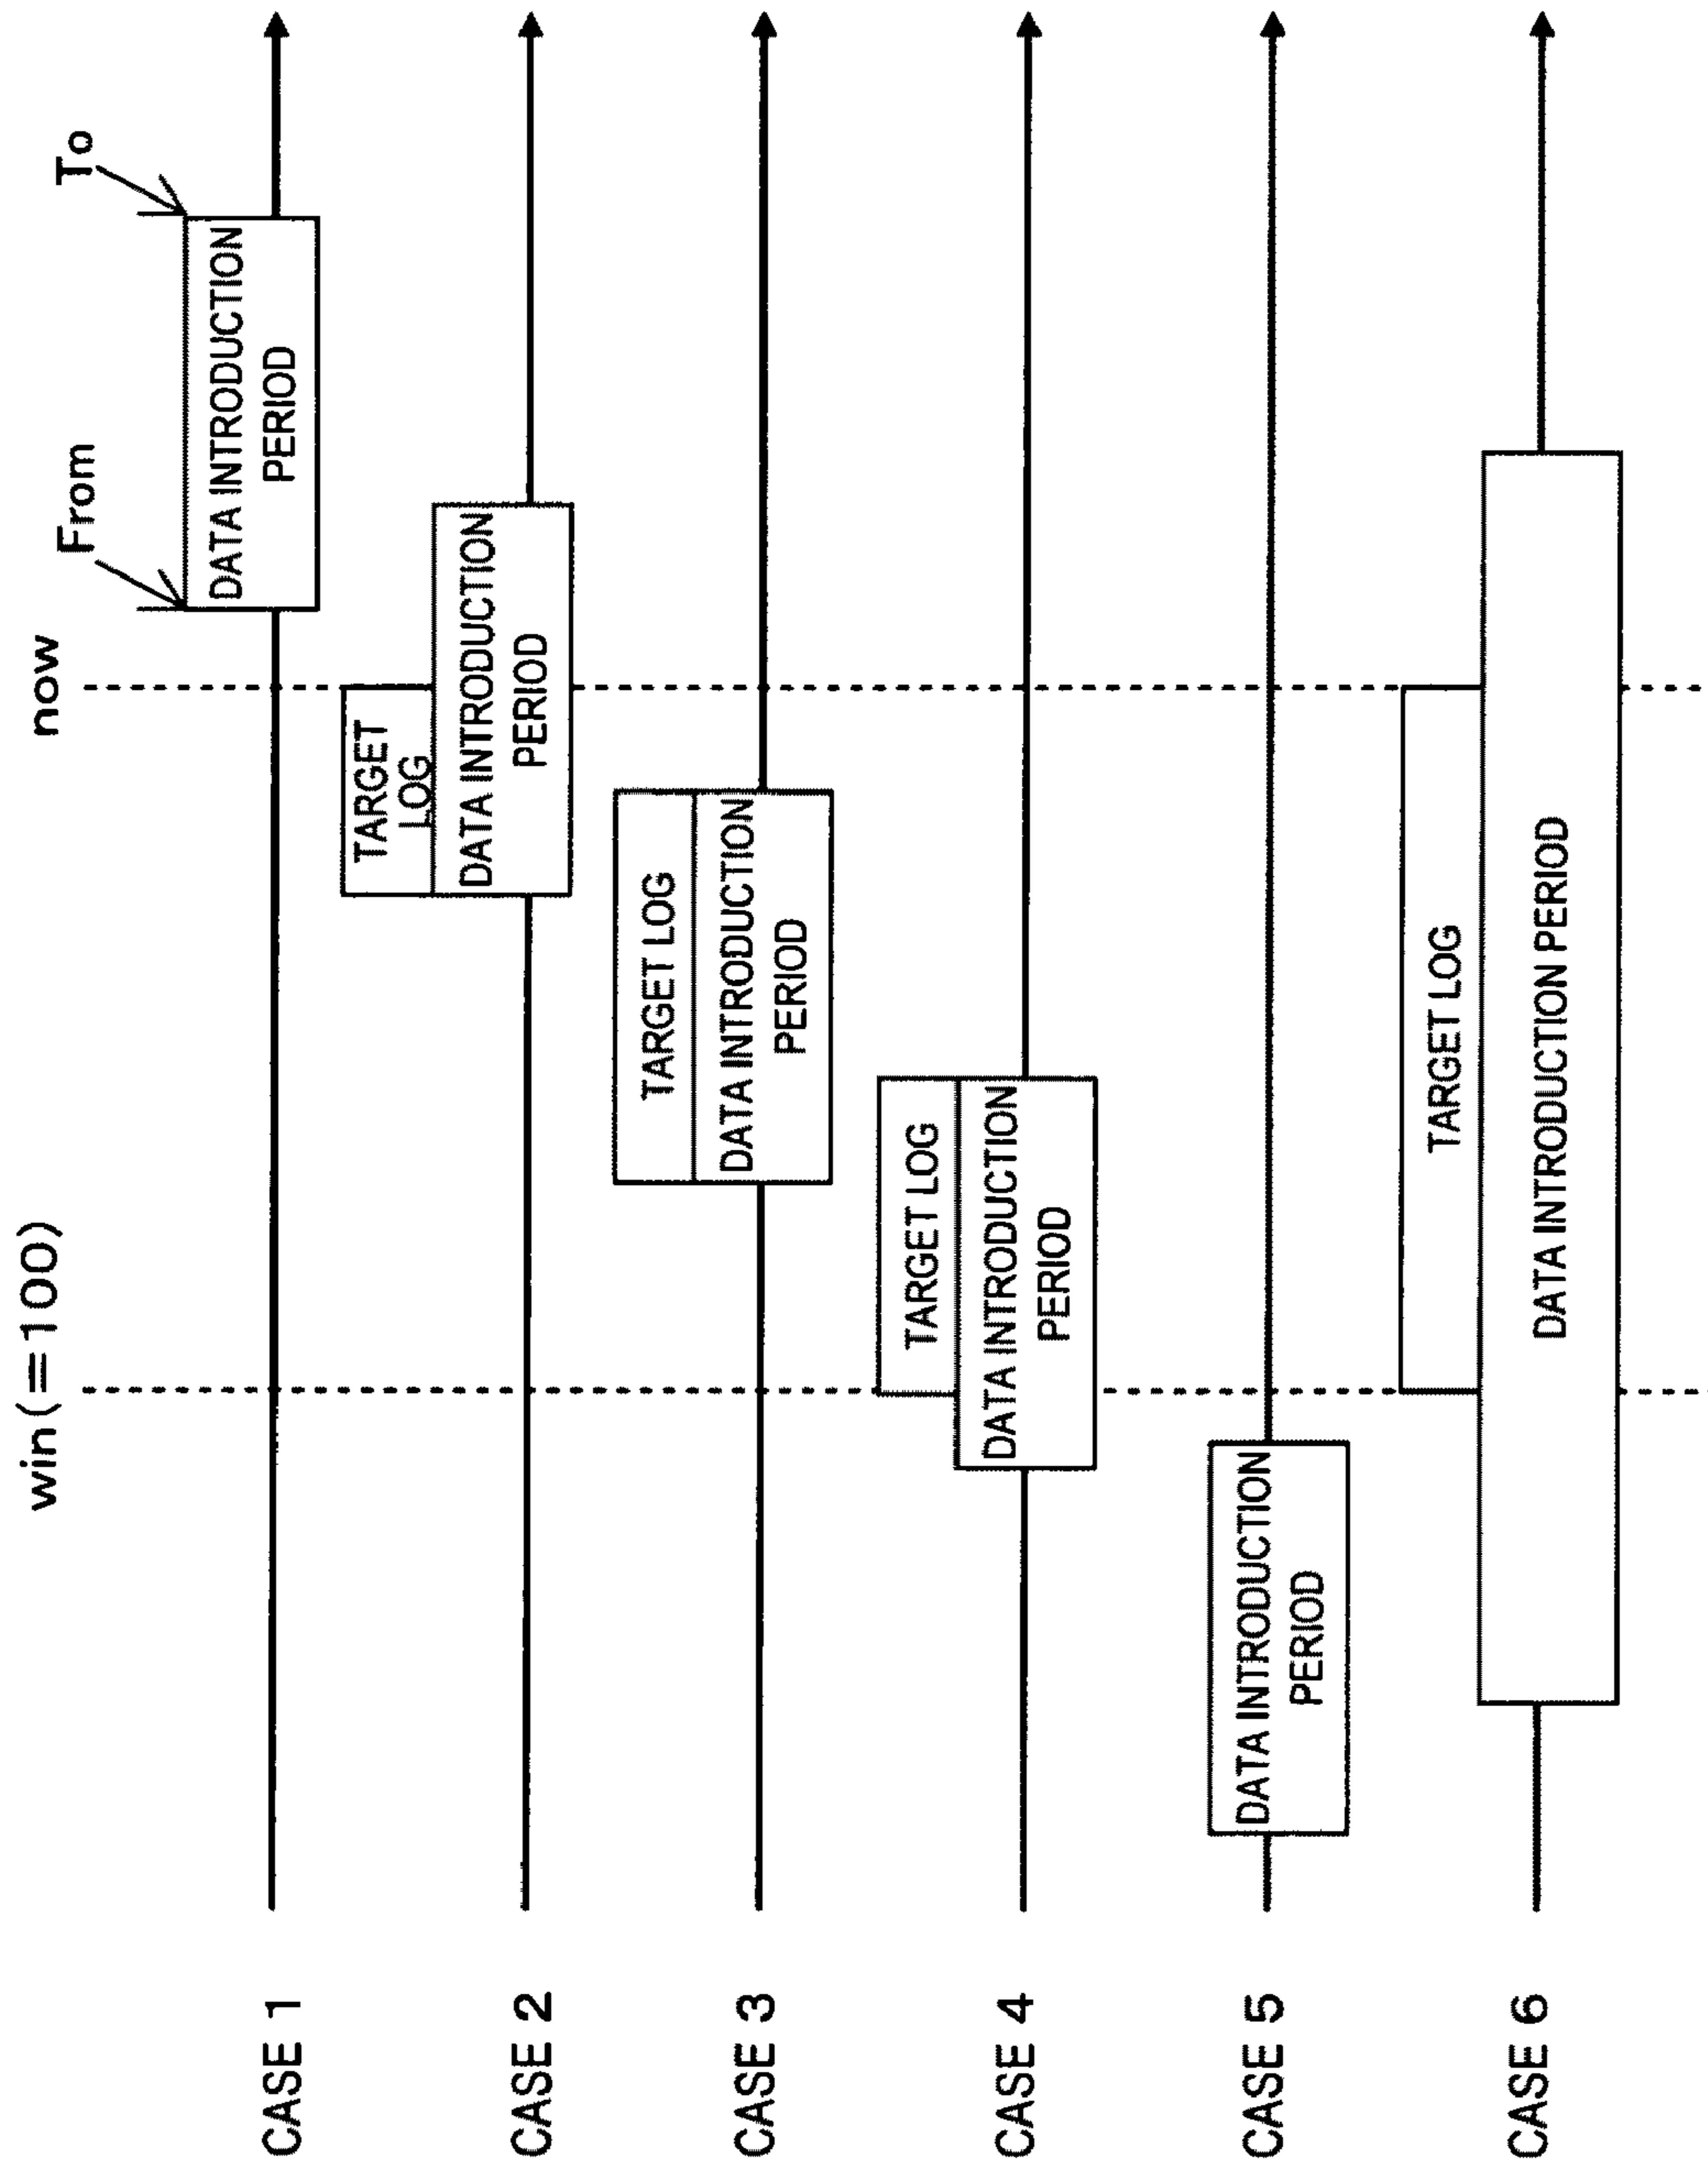 win(=100)
now
From
To
CASE 1
DATA INTRODUCTION
PERIOD
CASE 2
TARGET
LOG
DATA INTRODUCTION
PERIOD
CASE 3
TARGET LOG
DATA INTRODUCTION
PERIOD
CASE 4
TARGET LOG
DATA INTRODUCTION
PERIOD
CASE 5
DATA INTRODUCTION
PERIOD
CASE 6
TARGET LOG
DATA INTRODUCTION PERIOD